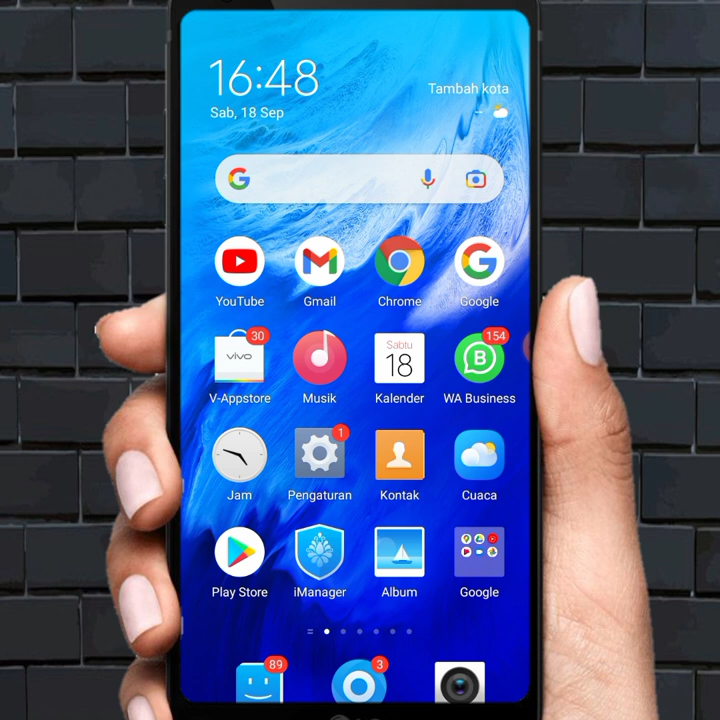 16:48
Sab, 18 Sep
Tambah kota
--
YouTube
Gmail
Chrome
Google
30
vivo
V-Appstore
Musik
Sabtu
18
Kalender
154
WA Business
Jam
1
Pengaturan
Kontak
Cuaca
Play Store
iManager
Album
Google
89
3